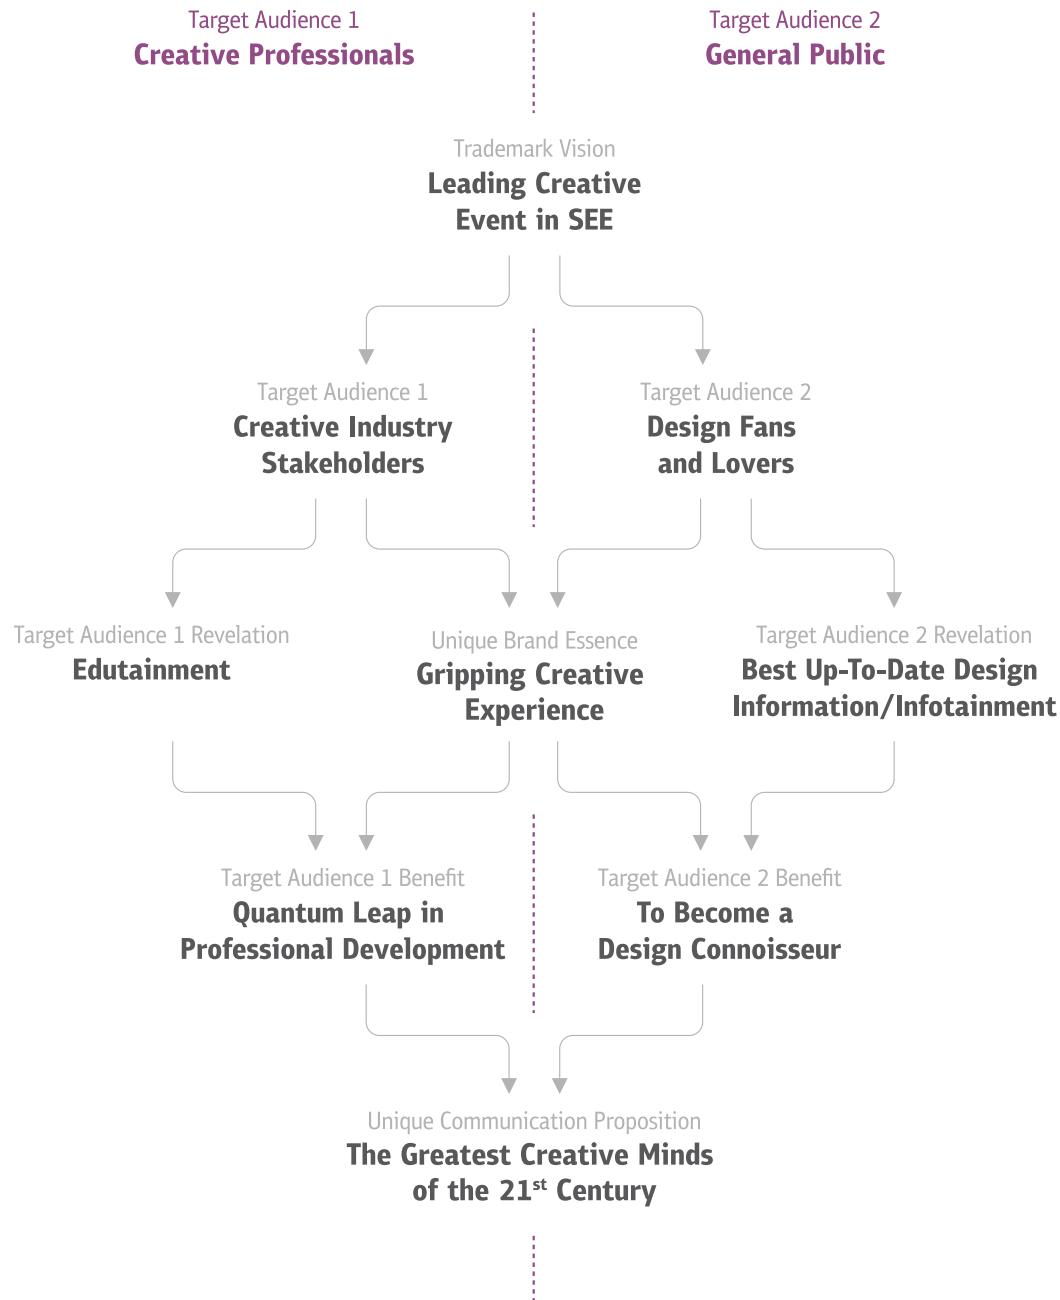 Target Audience 1
Creative Professionals
Target Audience 2
General Public
Trademark Vision
Leading Creative
Event in SEE
Target Audience 1
Creative Industry
Stakeholders
Target Audience 2
Design Fans
and Lovers
Target Audience 1 Revelation
Edutainment
Unique Brand Essence
Gripping Creative
Experience
Target Audience 2 Revelation
Best Up-To-Date Design
Information/Infotainment
Target Audience 1 Benefit
Quantum Leap in
Professional Development
Target Audience 2 Benefit
To Become a
Design Connoisseur
Unique Communication Proposition
The Greatest Creative Minds
of the 21st Century